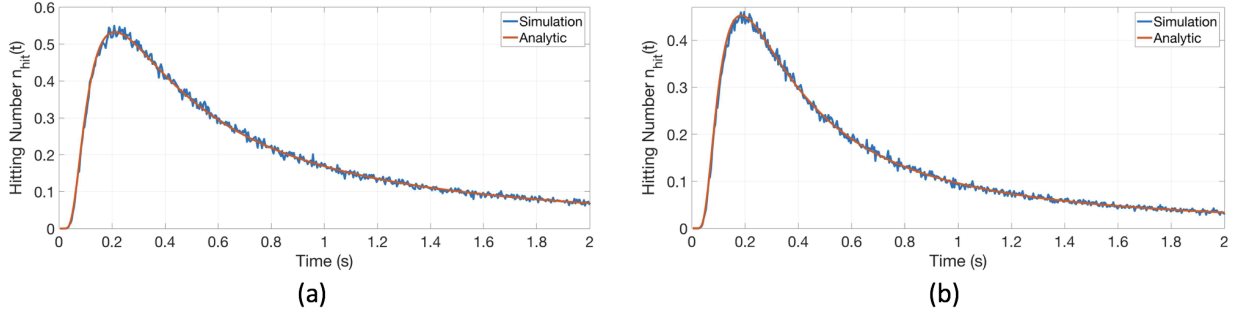 0.6
0.5
0.4
0.3
0.2
0.1
0
Hitting Number n_hit(t)
Simulation
Analytic
0 0.2 0.4 0.6 0.8 1 1.2 1.4 1.6 1.8 2
Time (s)
(a)
0.4
0.3
0.2
0.1
0
Hitting Number n_hit(t)
Simulation
Analytic
0 0.2 0.4 0.6 0.8 1 1.2 1.4 1.6 1.8 2
Time (s)
(b)